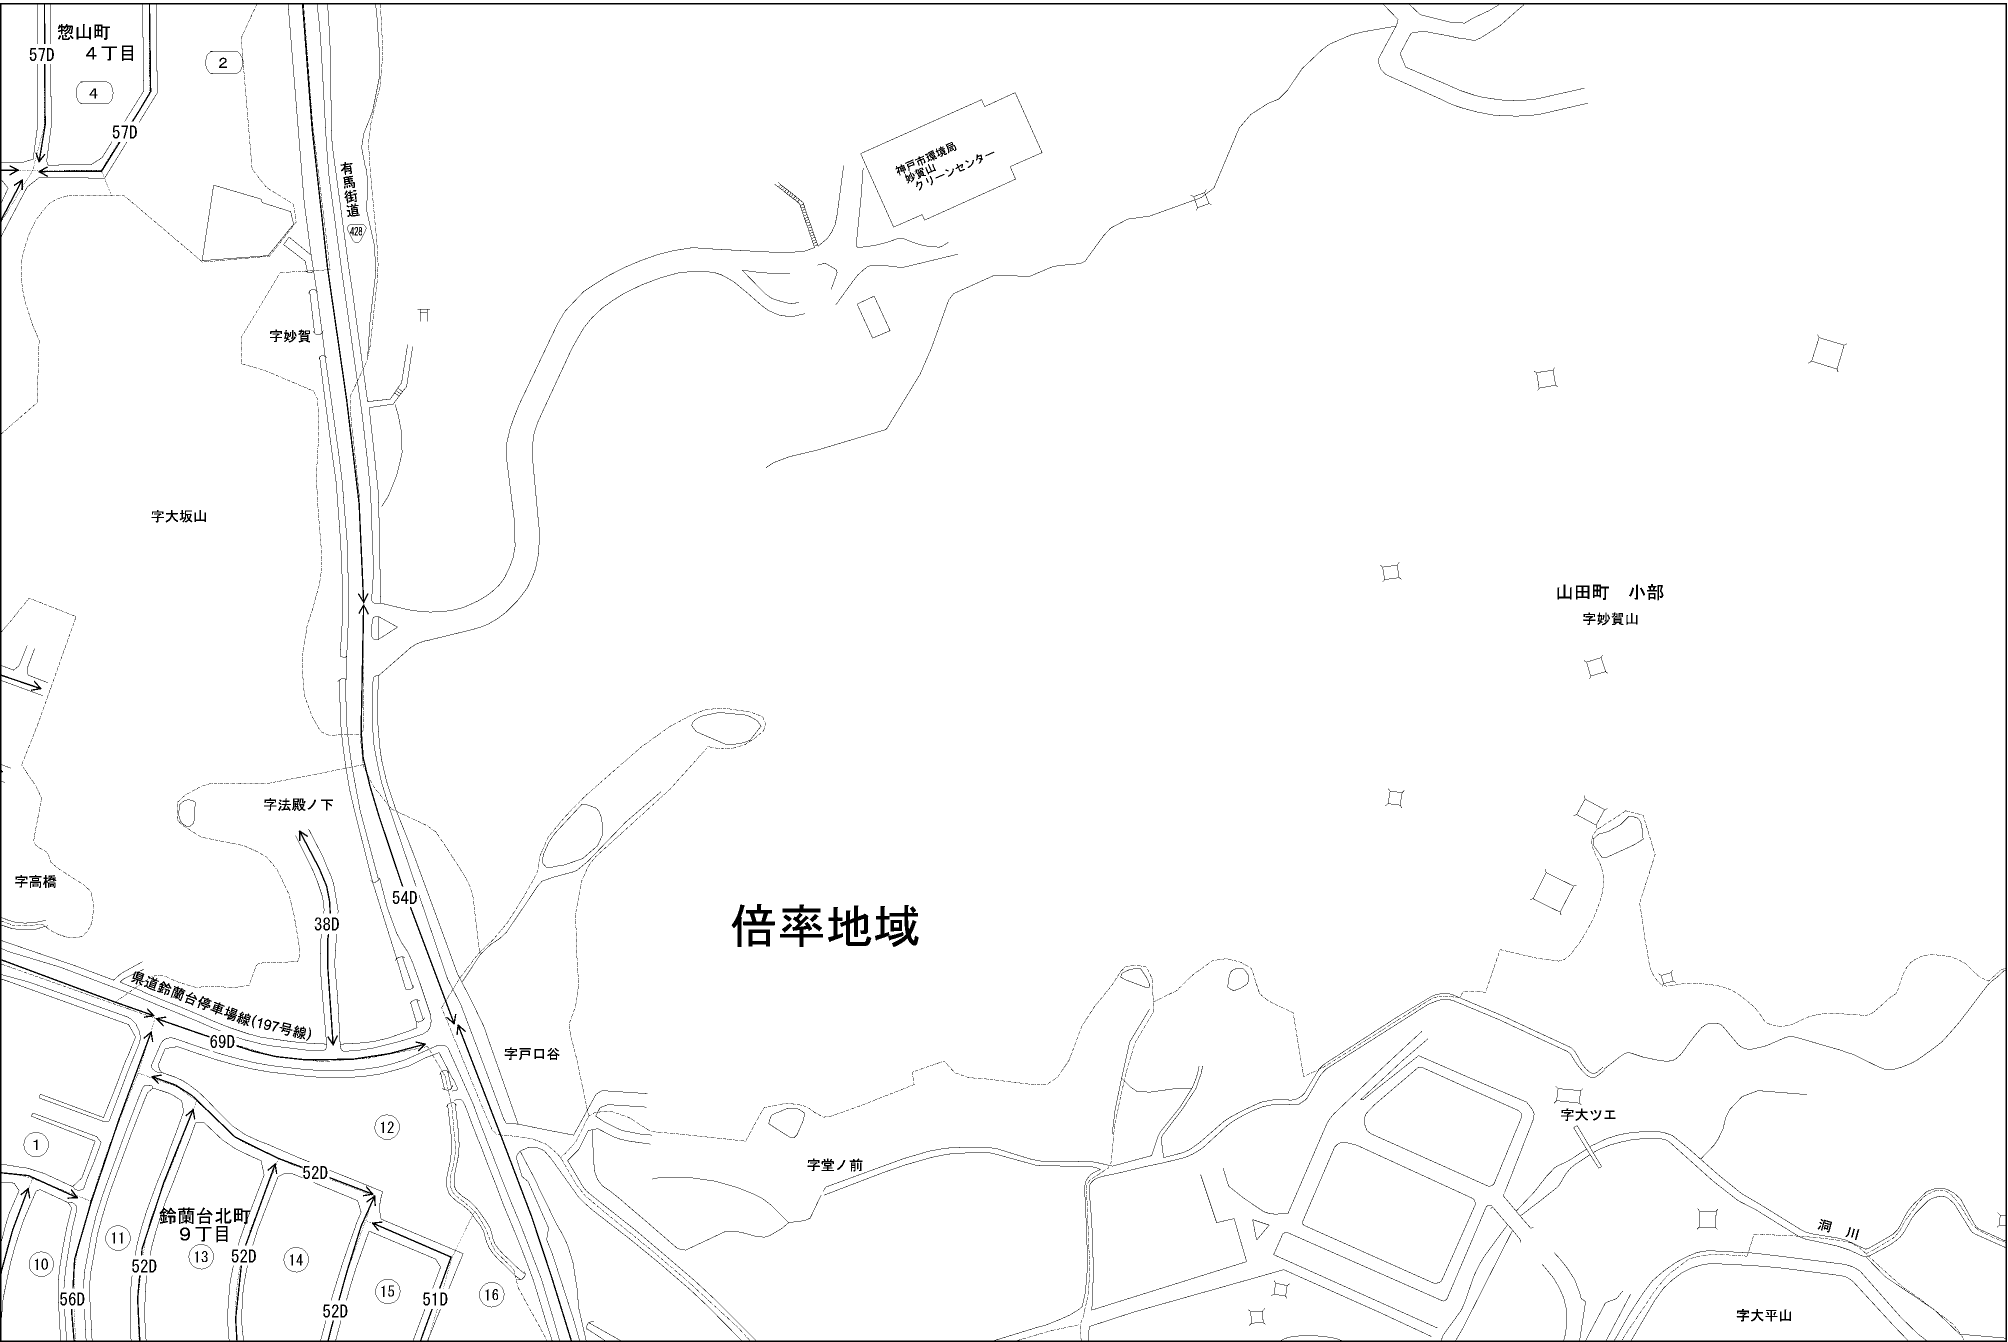 惣山町
４丁目
57D
2
4
57D
有馬街道
428
神戸市環境局
妙賀山
クリーンセンター
字妙賀
字大坂山
山田町　小部
字妙賀山
字法殿ノ下
字高橋
54D
38D
倍率地域
県道鈴蘭台停車場線(197号線)
69D
字戸口谷
字大ツエ
12
1
字堂ノ前
52D
鈴蘭台北町
９丁目
洞川
11
13
52D
52D
14
10
15
16
56D
52D
51D
字大平山